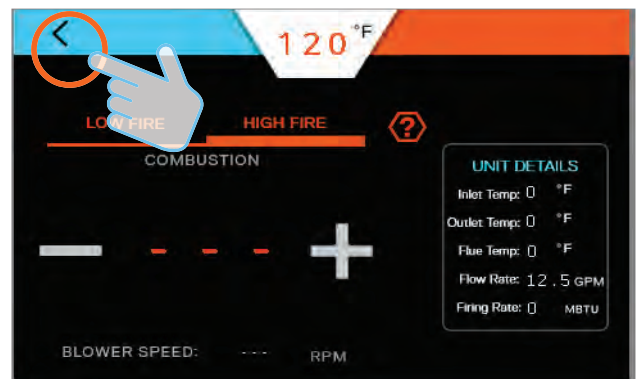 120 °F
LOW FIRE HIGH FIRE
COMBUSTION
- - -
BLOWER SPEED: --- RPM
UNIT DETAILS
Inlet Temp: 0 °F
Outlet Temp: 0 °F
Flue Temp: 0 °F
Flow Rate: 12.5 GPM
Firing Rate: 0 MBTU